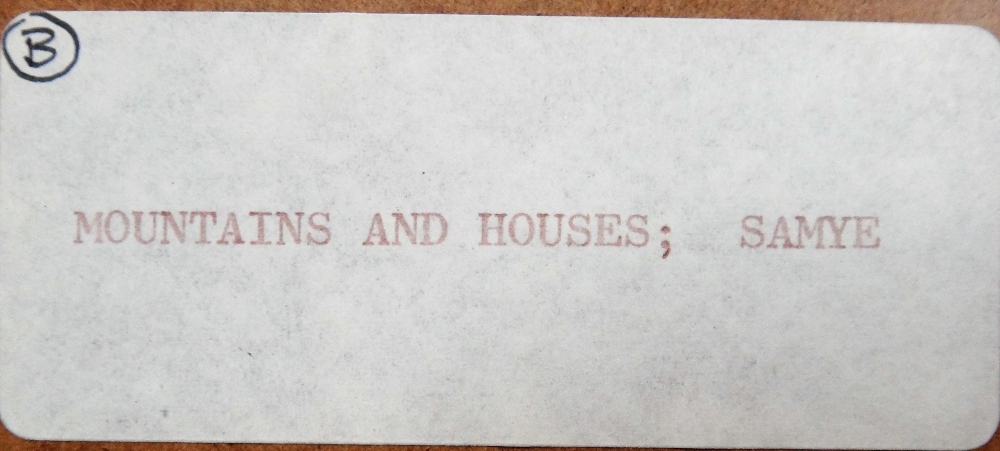 B
MOUNTAINS AND HOUSES; SAMYE